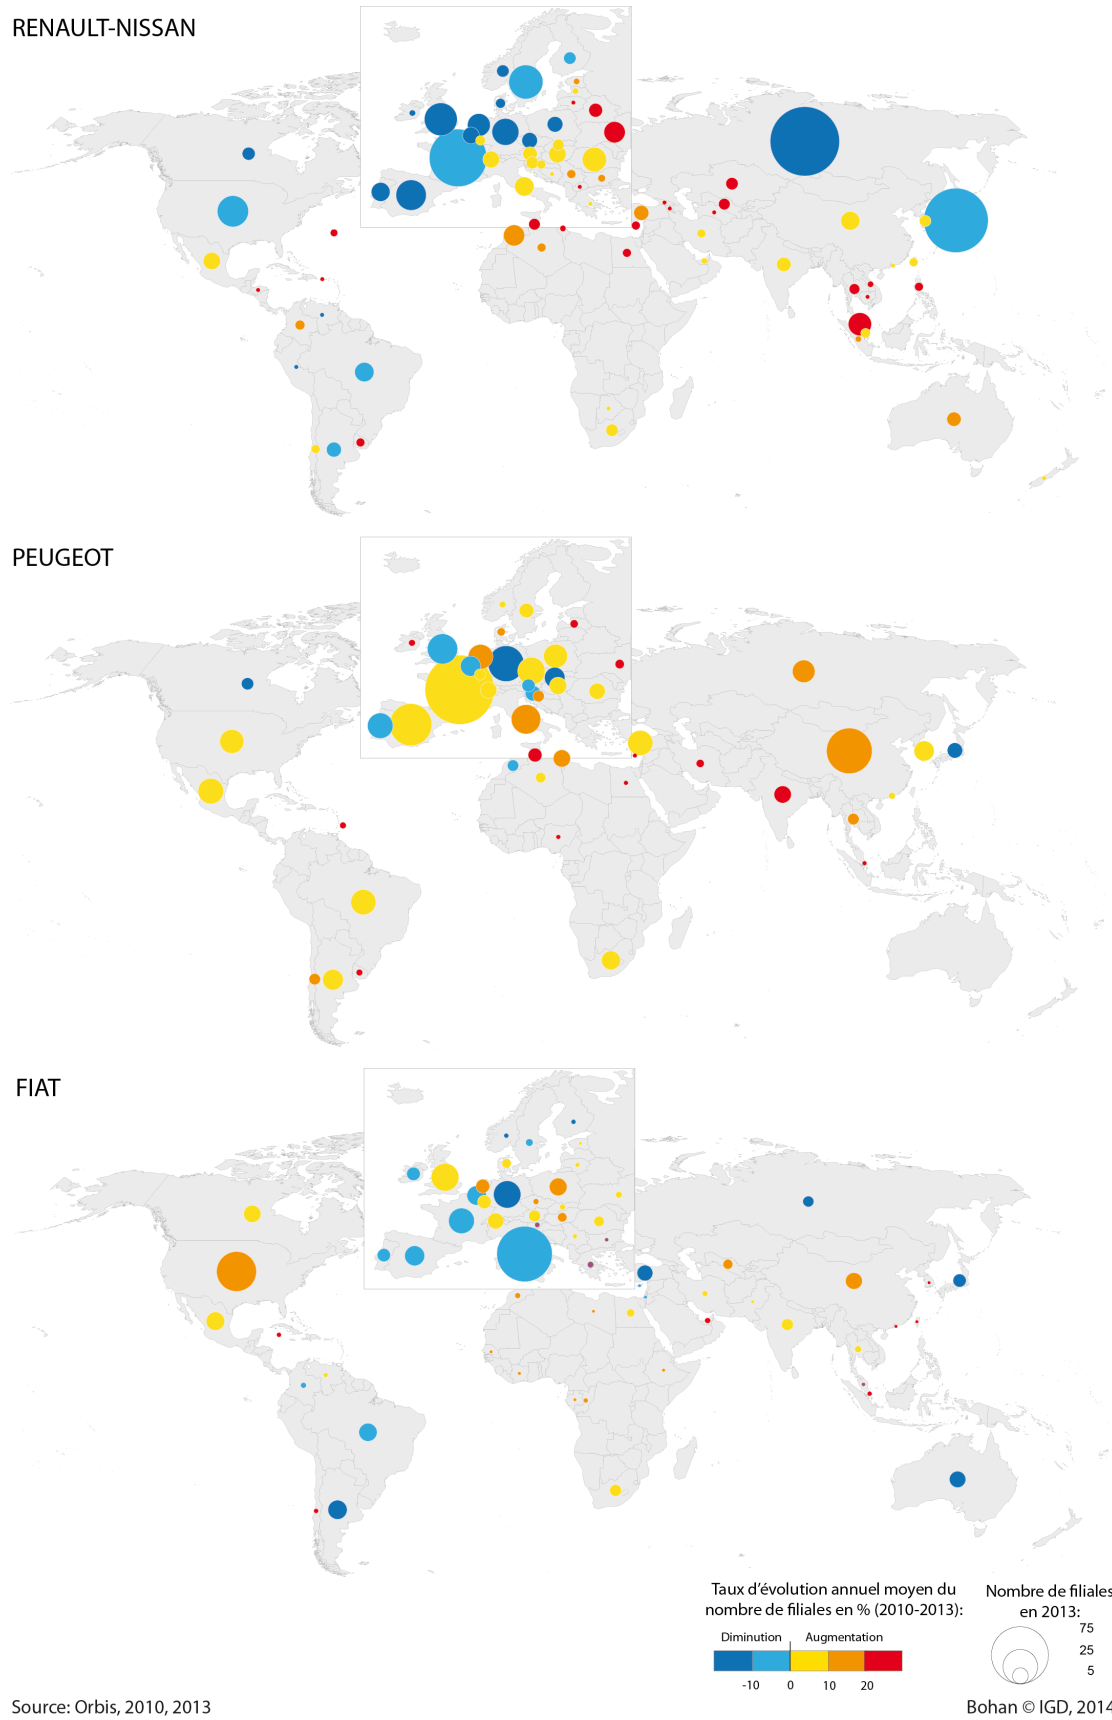 RENAULT-NISSAN
PEUGEOT
FIAT
Taux d’évolution annuel moyen du
nombre de filiales en % (2010-2013):
Diminution
Augmentation
-10
0
10
20
Nombre de filiales
en 2013:
75
25
5
Source: Orbis, 2010, 2013
Bohan © IGD, 2014